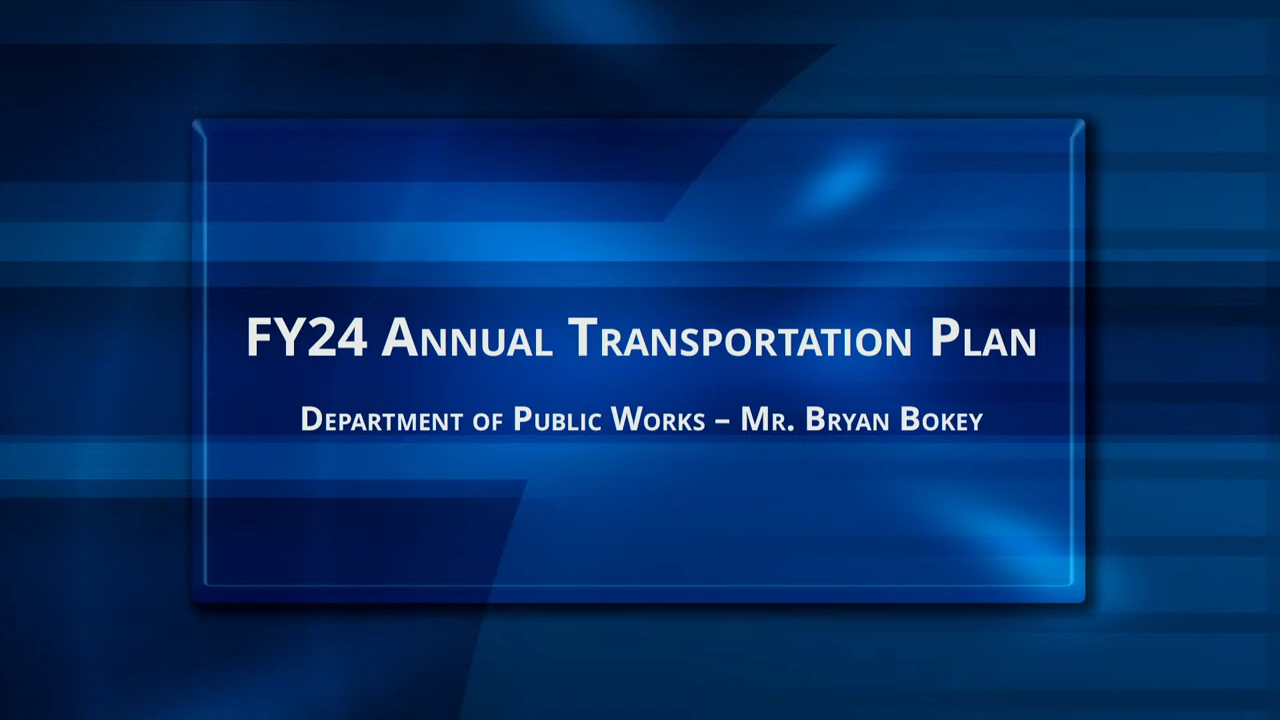 FY24 Annual Transportation Plan
Department of Public Works – Mr. Bryan Bokey